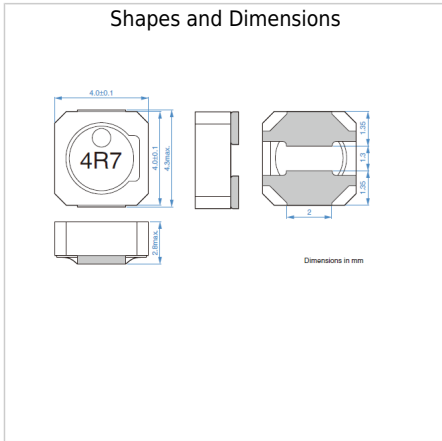 Shapes and Dimensions
4.0±0.1
4R7
4.0±0.1
4.3max.
1.35
1.3
1.35
2
2.8max.
Dimensions in mm